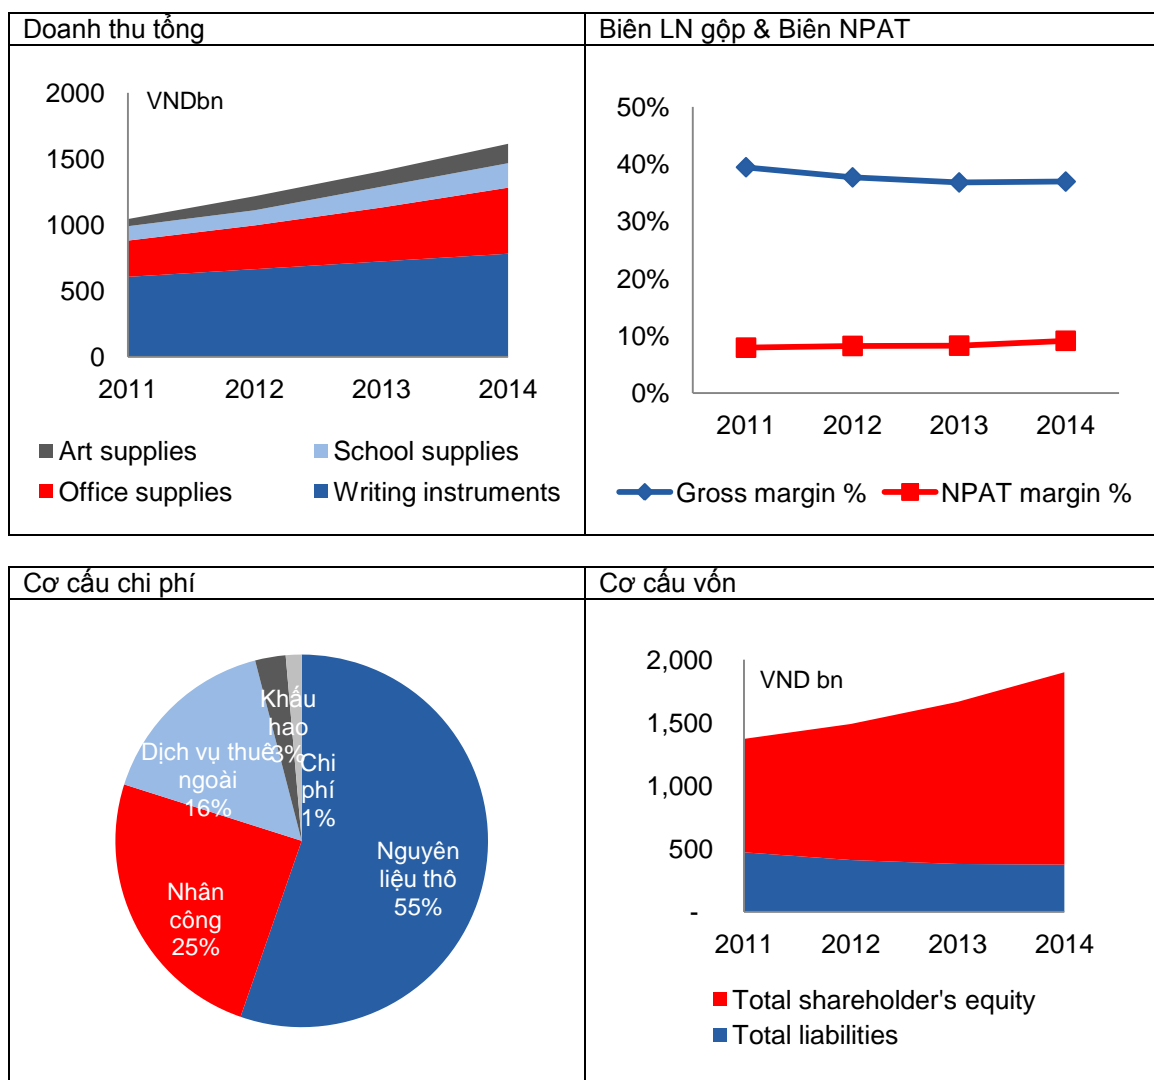 Doanh thu tổng
VNDbn
2000
1500
1000
500
0
2011 2012 2013 2014
Art supplies School supplies
Office supplies Writing instruments
Biên LN gộp & Biên NPAT
50%
40%
30%
20%
10%
0%
2011 2012 2013 2014
Gross margin % NPAT margin %
Cơ cấu chi phí
Khấu
hao
3%
Chi
phí
1%
Dịch vụ thuê
ngoài
16%
Nguyên
liệu thô
55%
Nhân
công
25%
Cơ cấu vốn
VND bn
2,000
1,500
1,000
500
-
2011 2012 2013 2014
Total shareholder's equity
Total liabilities